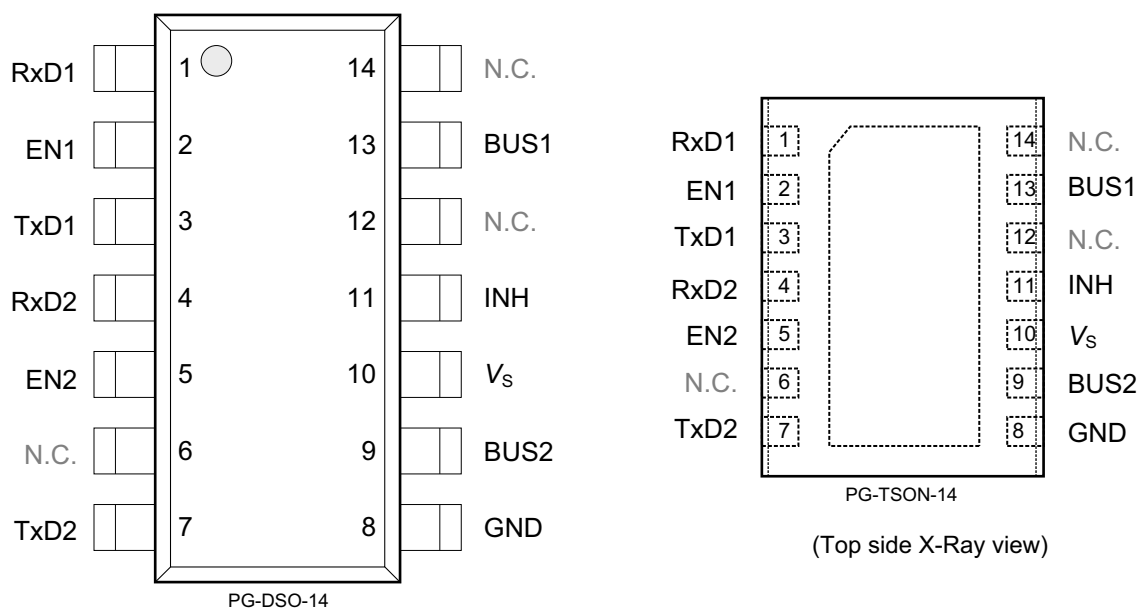 RxD1 1 14 N.C.
EN1 2 13 BUS1
TxD1 3 12 N.C.
RxD2 4 11 INH
EN2 5 10 VS
N.C. 6 9 BUS2
TxD2 7 8 GND
PG-DSO-14
RxD1 1 14 N.C.
EN1 2 13 BUS1
TxD1 3 12 N.C.
RxD2 4 11 INH
EN2 5 10 VS
N.C. 6 9 BUS2
TxD2 7 8 GND
PG-TSON-14
(Top side X-Ray view)